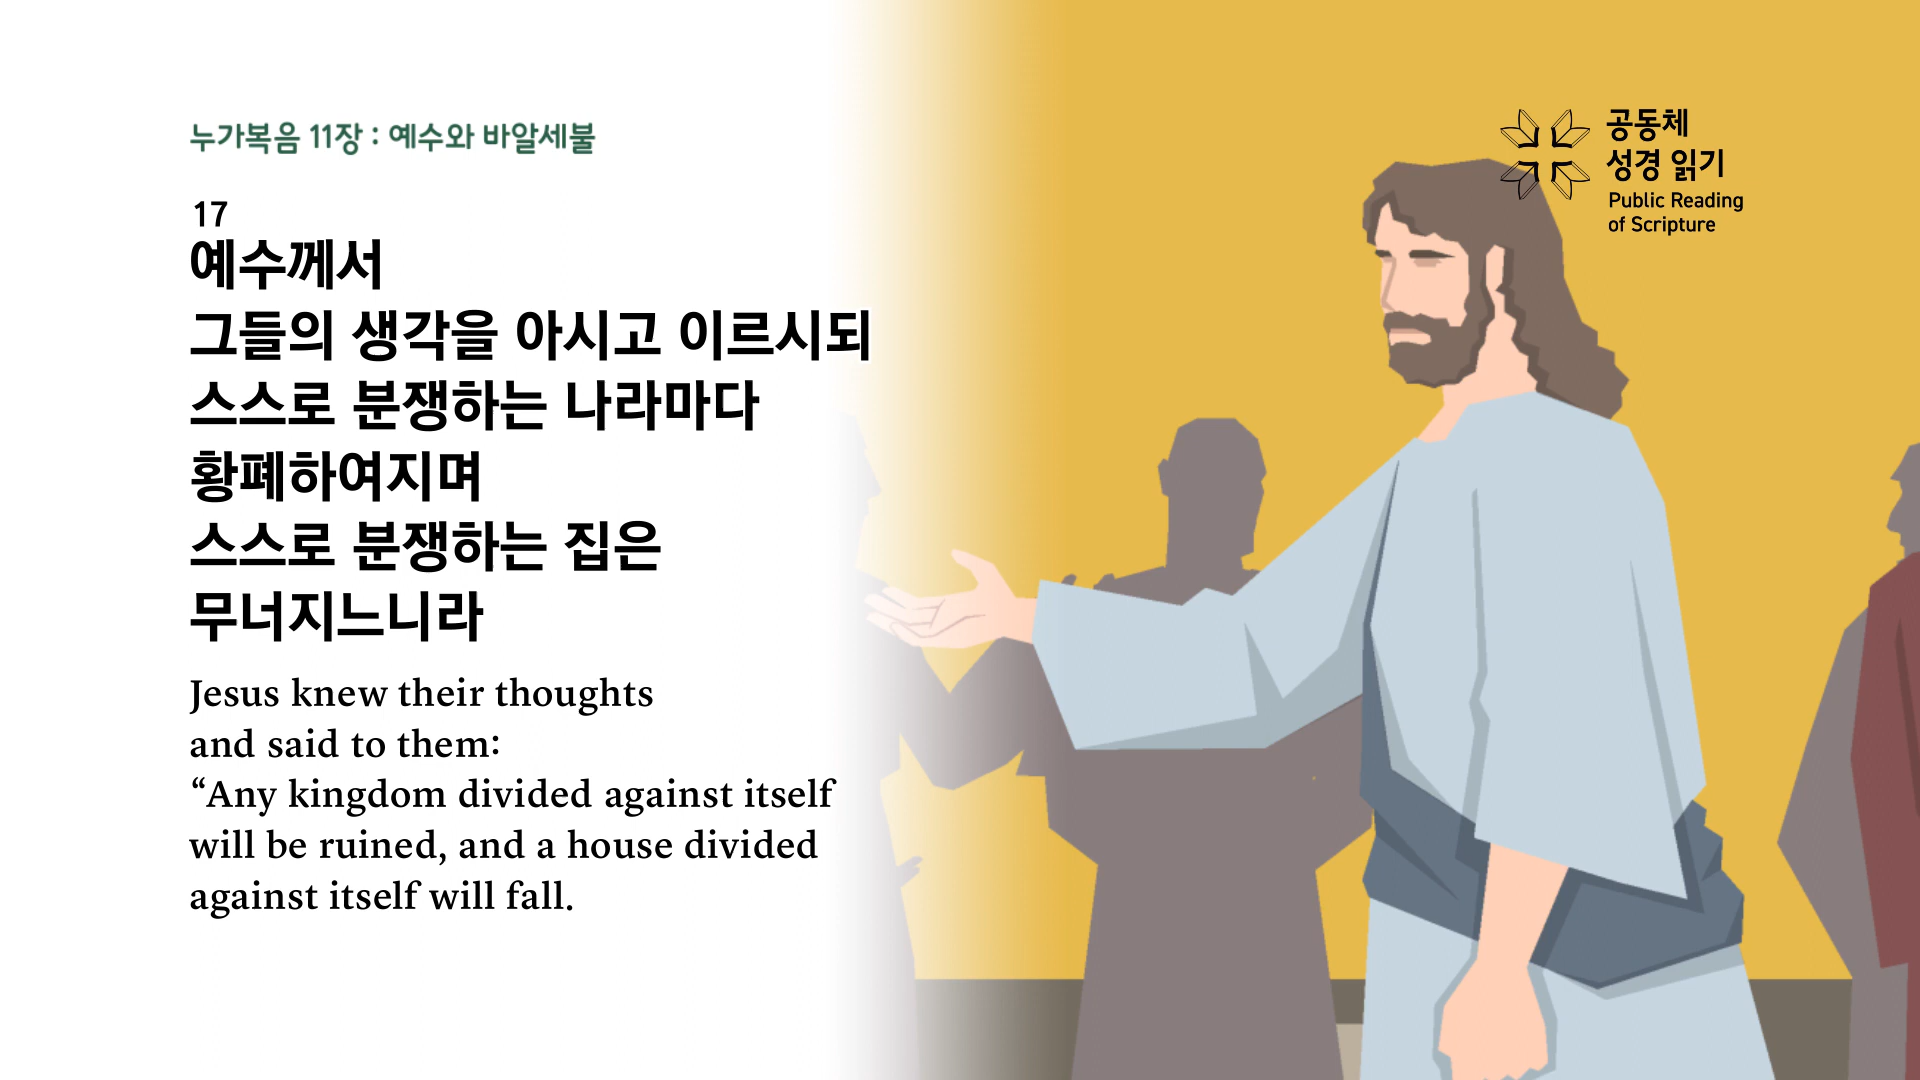 누가복음 11장 : 예수와 바알세불
17
예수께서
그들의 생각을 아시고 이르시되
스스로 분쟁하는 나라마다
황폐하여지며
스스로 분쟁하는 집은
무너지느니라
Jesus knew their thoughts
and said to them:
“Any kingdom divided against itself
will be ruined, and a house divided
against itself will fall.
공동체
성경 읽기
Public Reading
of Scripture